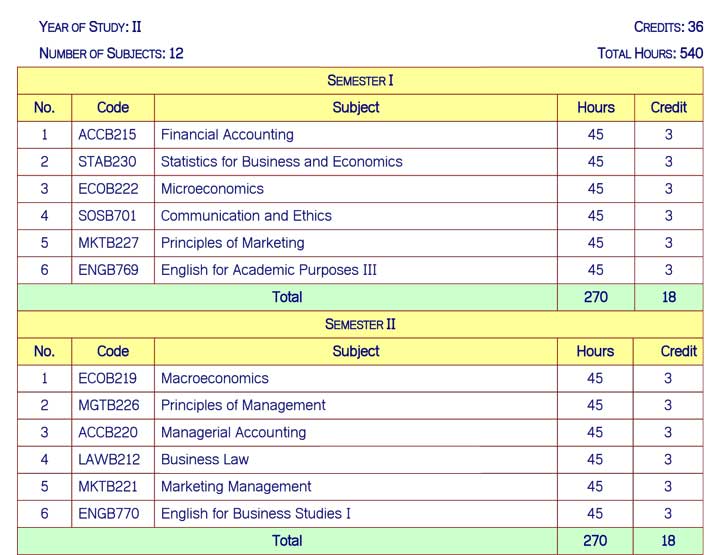 YEAR OF STUDY: II CREDITS: 36
NUMBER OF SUBJECTS: 12 TOTAL HOURS: 540
SEMESTER I
No. Code Subject Hours Credit
1 ACCB215 Financial Accounting 45 3
2 STAB230 Statistics for Business and Economics 45 3
3 ECOB222 Microeconomics 45 3
4 SOSB701 Communication and Ethics 45 3
5 MKTB227 Principles of Marketing 45 3
6 ENGB769 English for Academic Purposes III 45 3
Total 270 18
SEMESTER II
No. Code Subject Hours Credit
1 ECOB219 Macroeconomics 45 3
2 MGTB226 Principles of Management 45 3
3 ACCB220 Managerial Accounting 45 3
4 LAWB212 Business Law 45 3
5 MKTB221 Marketing Management 45 3
6 ENGB770 English for Business Studies I 45 3
Total 270 18